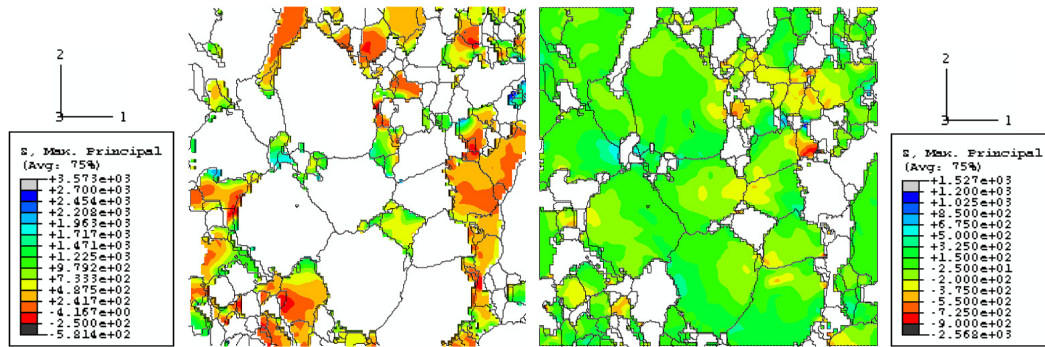 2
3
1
S, Max. Principal
(Avg: 75%)
+3.573e+03
+2.700e+03
+2.454e+03
+2.208e+03
+1.963e+03
+1.717e+03
+1.471e+03
+1.225e+03
+9.792e+02
+7.333e+02
+4.875e+02
+2.417e+02
-4.167e+00
-2.500e+02
-5.814e+02
2
3
1
S, Max. Principal
(Avg: 75%)
+1.527e+03
+1.200e+03
+1.025e+03
+8.500e+02
+6.750e+02
+5.000e+02
+3.250e+02
+1.500e+02
-2.500e+01
-2.000e+02
-3.750e+02
-5.500e+02
-7.250e+02
-9.000e+02
-2.568e+03